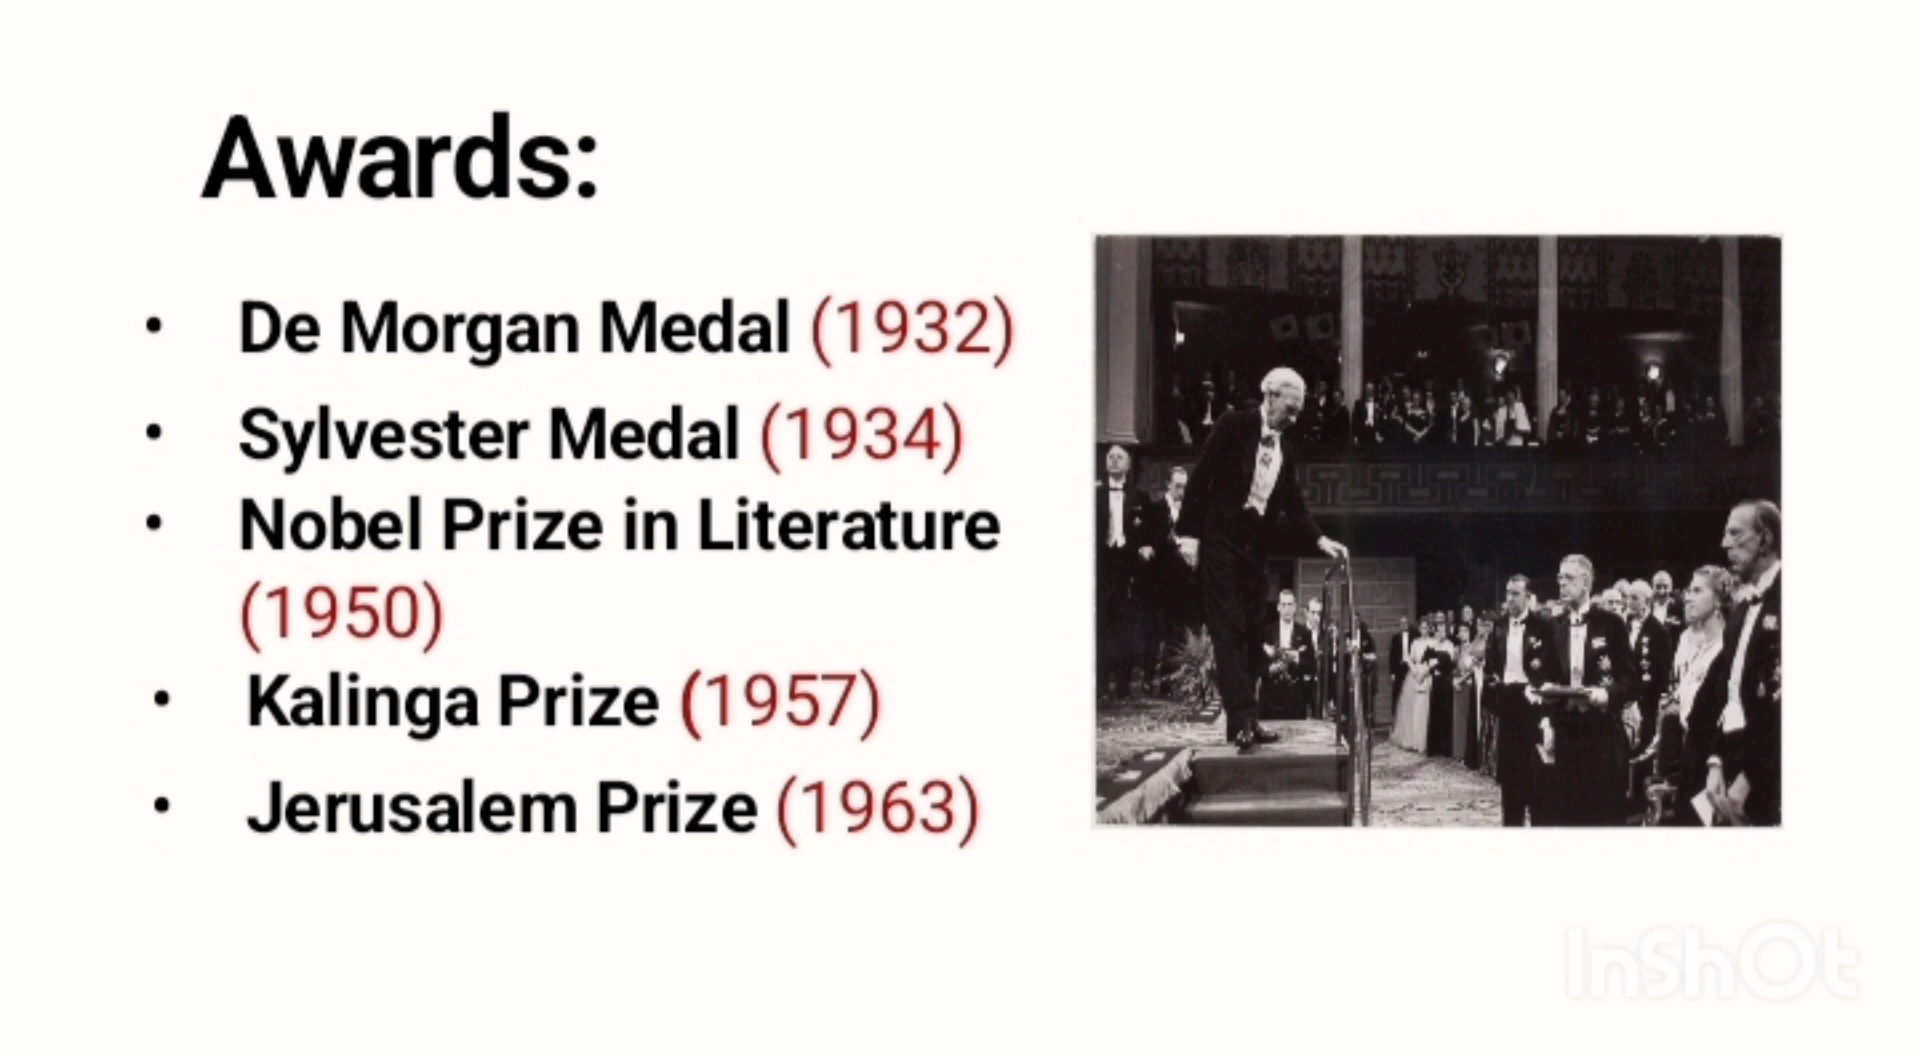 Awards:
• De Morgan Medal (1932)
• Sylvester Medal (1934)
• Nobel Prize in Literature
(1950)
• Kalinga Prize (1957)
• Jerusalem Prize (1963)
InShOt